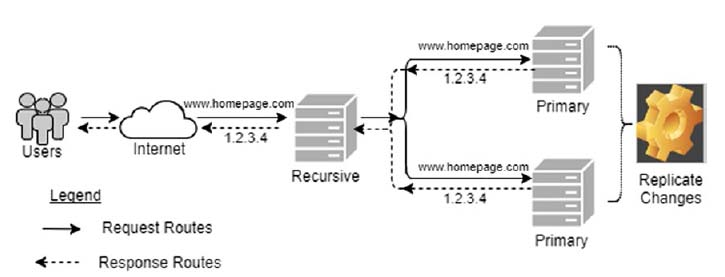 www.homepage.com
1.2.3.4
Primary
www.homepage.com
1.2.3.4
Users
Internet
Recursive
www.homepage.com
1.2.3.4
Primary
Replicate
Changes
Legend
Request Routes
Response Routes